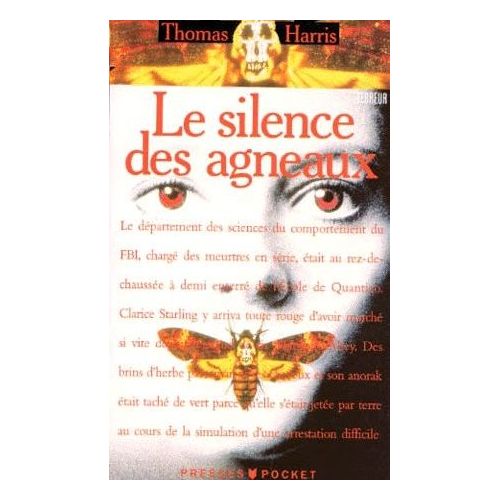 Thomas Harris
TERREUR
Le silence
des agneaux
Le département des sciences du comportement du
FBI, chargé des meurtres en série, était au rez-de-
chaussée à demi enterré de l'École de Quantico.
Clarice Starling y arriva toute rouge d'avoir marché
si vite Des
brins d'herbe et son anorak
était taché de vert parce qu'elle s'était jetée par terre
au cours de la simulation d'une arrestation difficile
PRESSES POCKET